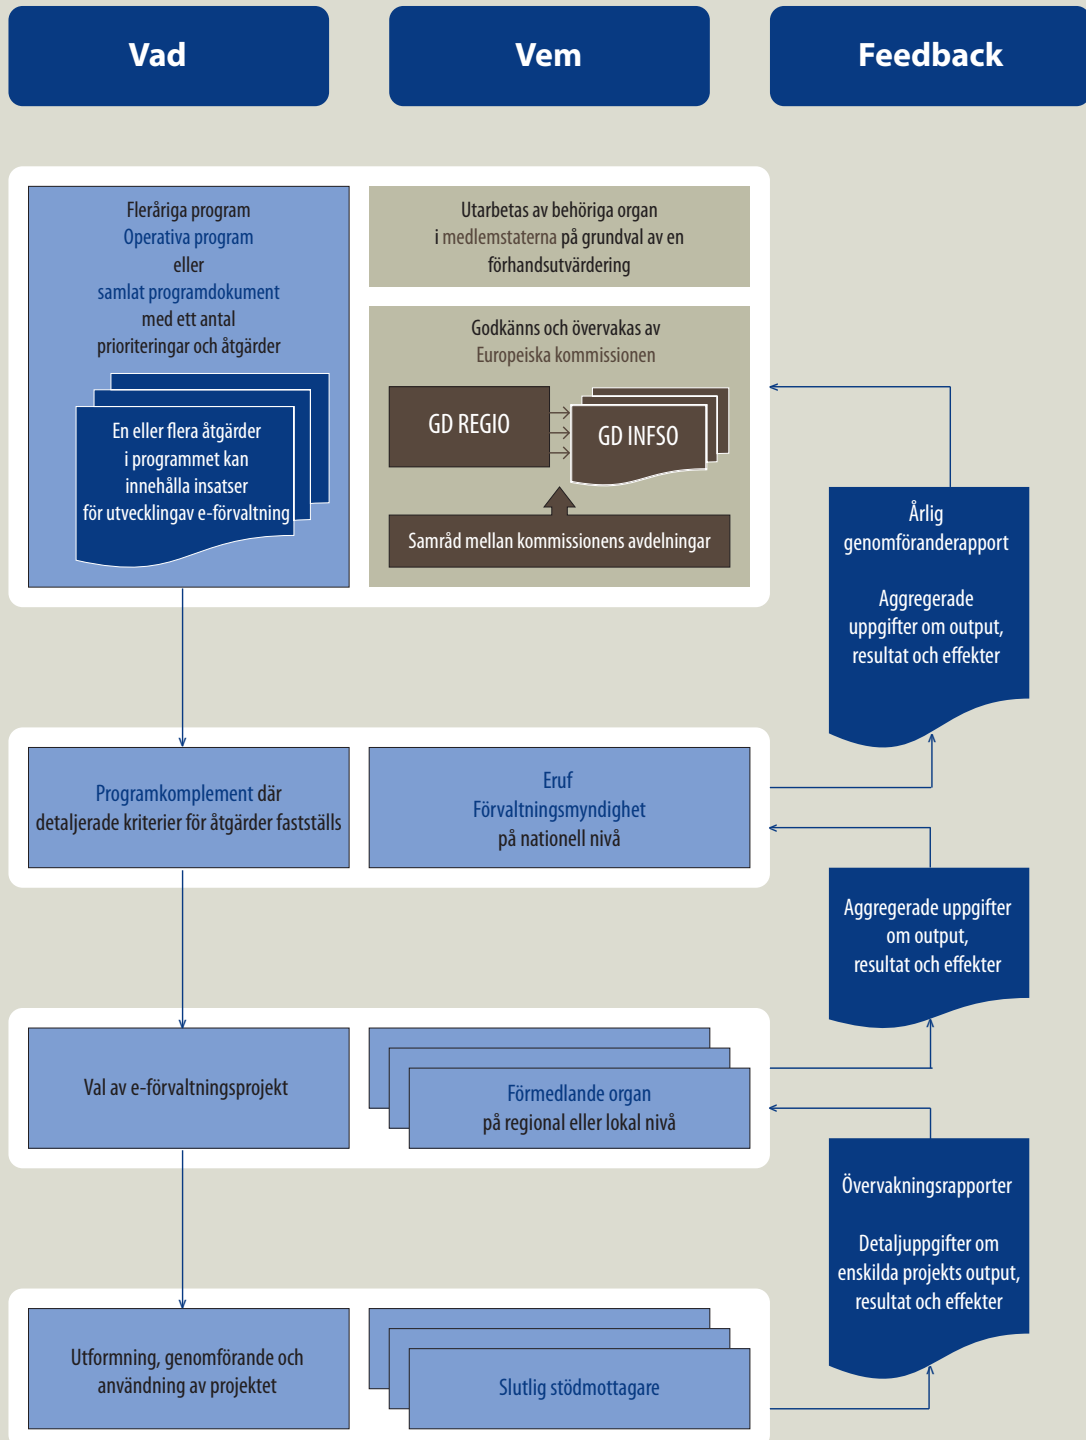 Vad
Vem
Feedback
Fleråriga program
Operativa program
eller
samlat programdokument
med ett antal
prioriteringar och åtgärder
En eller flera åtgärder
i programmet kan
innehålla insatser
för utvecklingav e-förvaltning
Utarbetas av behöriga organ
i medlemstaterna på grundval av en
förhandsutvärdering
Godkänns och övervakas av
Europeiska kommissionen
GD REGIO
GD INFSO
Samråd mellan kommissionens avdelningar
Årlig
genomföranderapport
Aggregerade
uppgifter om output,
resultat och effekter
Programkomplement där
detaljerade kriterier för åtgärder fastställs
Eruf
Förvaltningsmyndighet
på nationell nivå
Aggregerade uppgifter
om output,
resultat och effekter
Val av e-förvaltningsprojekt
Förmedlande organ
på regional eller lokal nivå
Övervakningsrapporter
Detaljuppgifter om
enskilda projekts output,
resultat och effekter
Utformning, genomförande och
användning av projektet
Slutlig stödmottagare